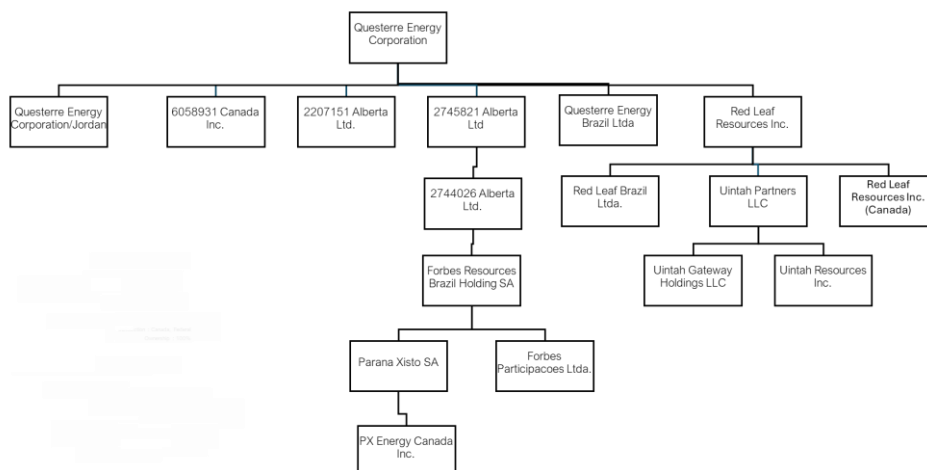 Questerre Energy
Corporation
Questerre Energy
Corporation/Jordan
6058931 Canada
Inc.
2207151 Alberta
Ltd.
2745821 Alberta
Ltd
Questerre Energy
Brazil Ltda
Red Leaf
Resources Inc.
2744026 Alberta
Ltd.
Red Leaf Brazil
Ltda.
Uintah Partners
LLC
Red Leaf
Resources Inc.
(Canada)
Forbes Resources
Brazil Holding SA
Uintah Gateway
Holdings LLC
Uintah Resources
Inc.
Parana Xisto SA
Forbes
Participacoes Ltda.
PX Energy Canada
Inc.